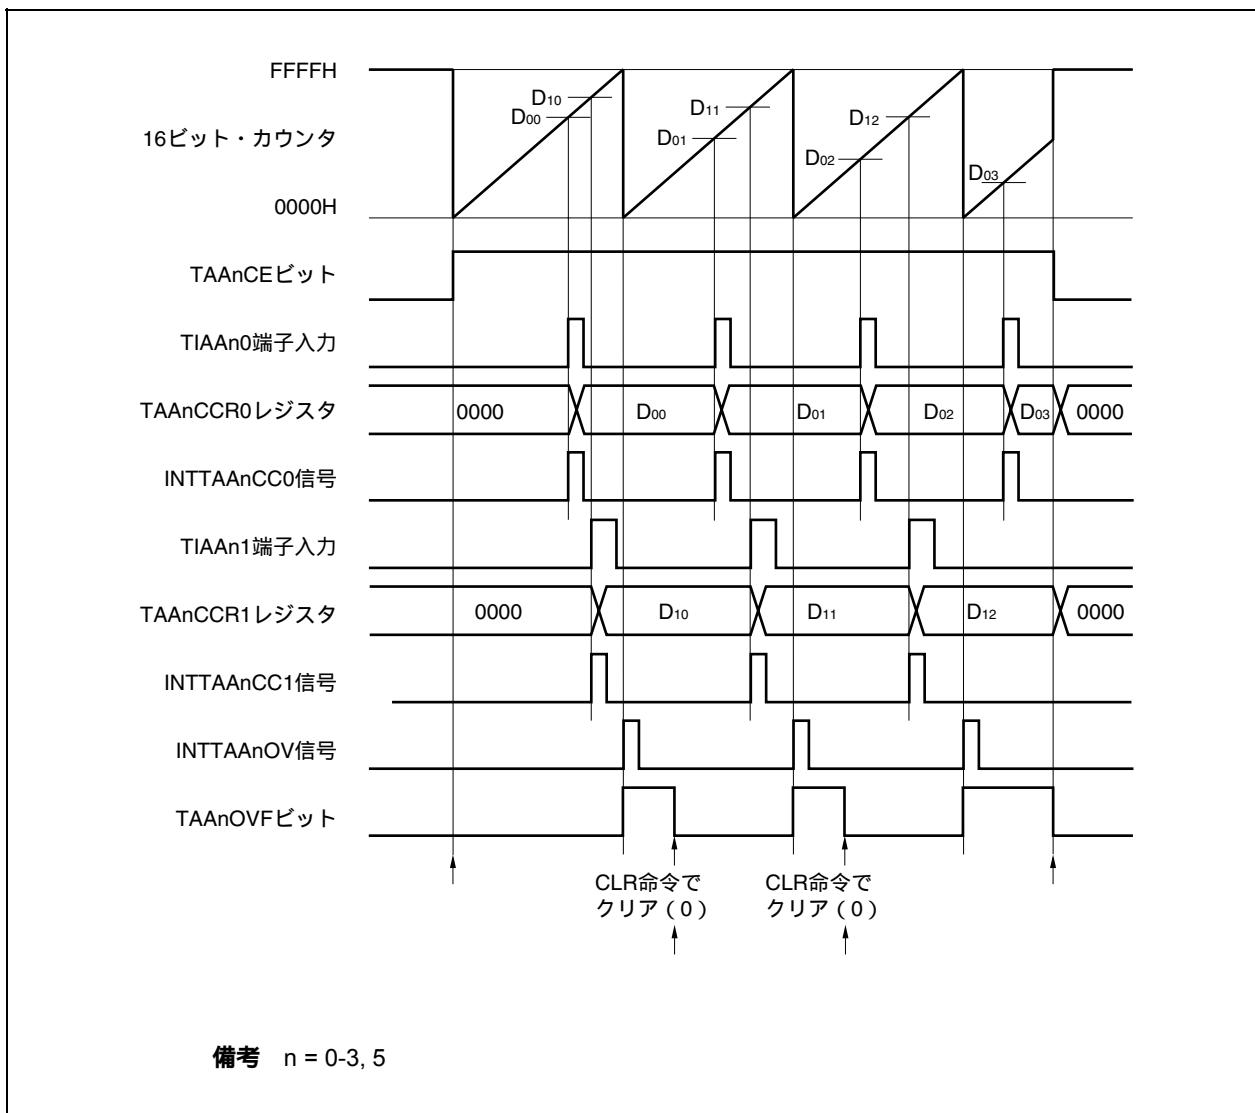 FFFFH
16ビット・カウンタ
0000H
D10
D00
D11
D01
D12
D02
D03
TAAnCEビット
TIAAn0端子入力
TAAnCCR0レジスタ
0000
D00
D01
D02
D03
0000
INTTAAnCC0信号
TIAAn1端子入力
TAAnCCR1レジスタ
0000
D10
D11
D12
0000
INTTAAnCC1信号
INTTAAnOV信号
TAAnOVFビット
CLR命令で
クリア(0)
CLR命令で
クリア(0)
備考 n = 0-3, 5